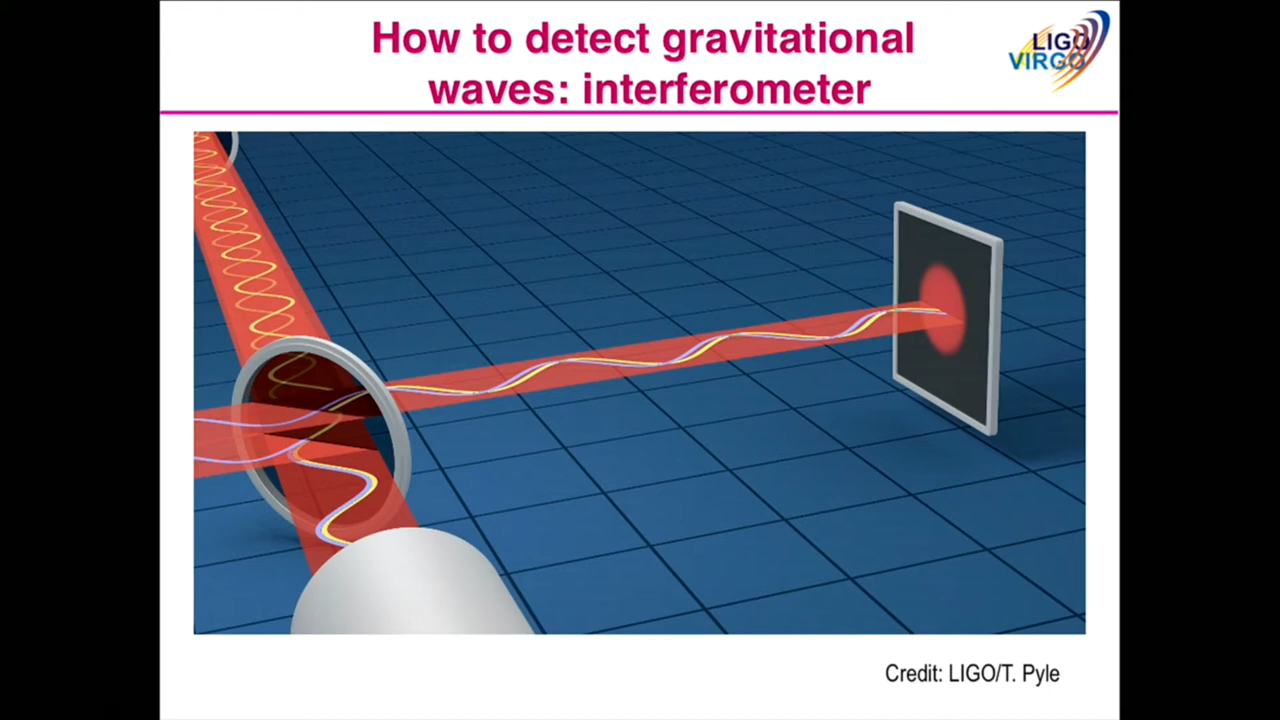 How to detect gravitational
waves: interferometer
LIGO
VIRGO
Credit: LIGO/T. Pyle